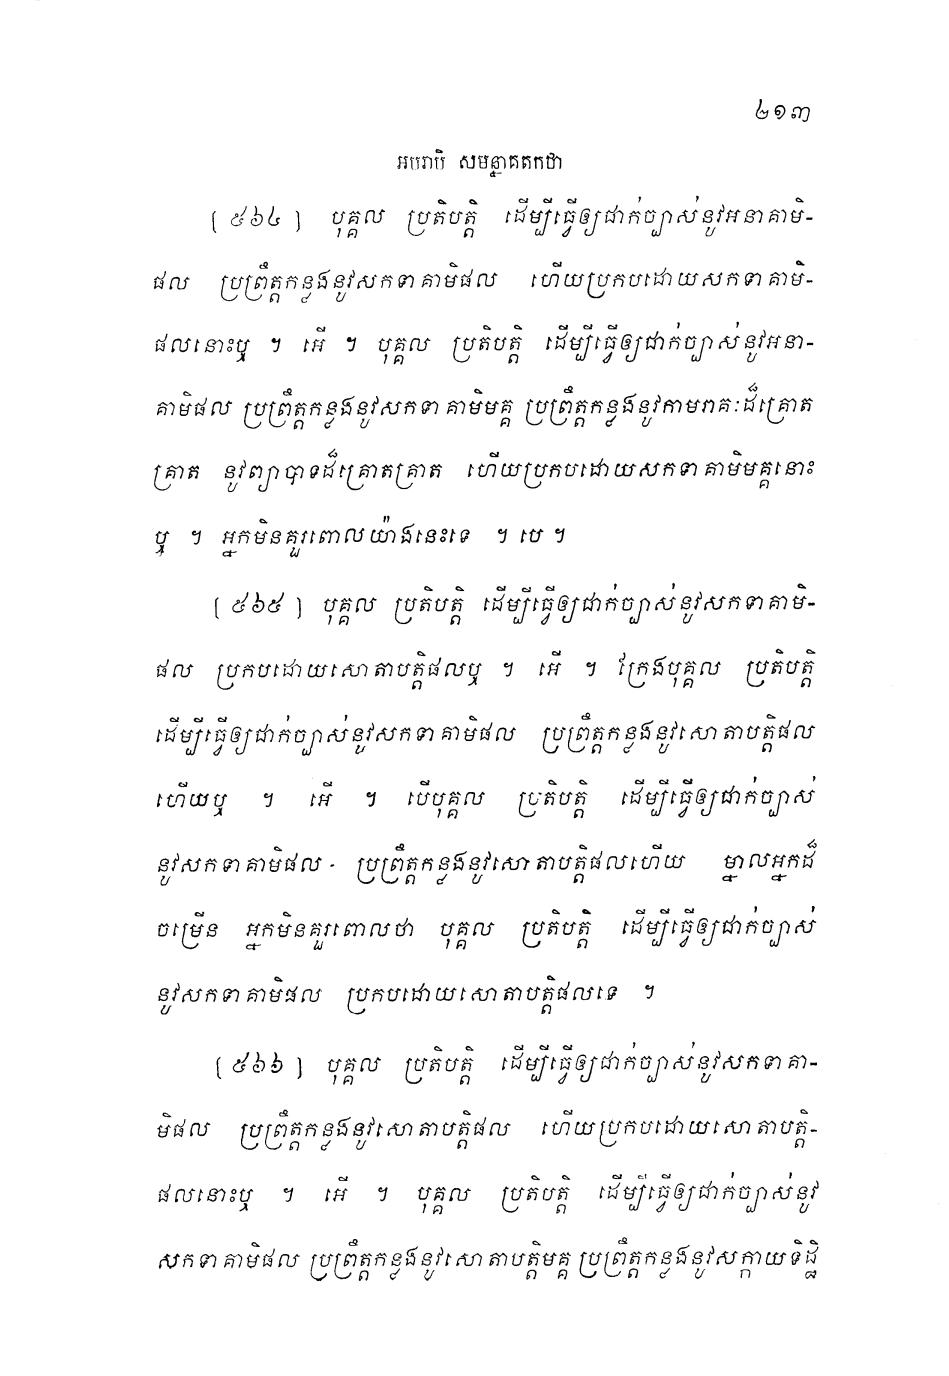 ២១៣
អបរាបិ សមន្នាគតកថា
[ ៥៦៤ ] បុគ្គល ប្រតិបត្តិ ដើម្បីធ្វើឲ្យជាក់ច្បាស់នូវអនាគាមិ-
ផល ប្រព្រឹត្តកន្លងនូវសកទាគាមិផល ហើយប្រកបដោយសកទាគាមិ-
ផលនោះឬ ។ អើ ។ បុគ្គល ប្រតិបត្តិ ដើម្បីធ្វើឲ្យជាក់ច្បាស់នូវអនា-
គាមិផល ប្រព្រឹត្តកន្លងនូវសកទាគាមិមគ្គ ប្រព្រឹត្តកន្លងនូវកាមរាគៈដ៏គ្រោត
គ្រាត នូវព្យាបាទដ៏គ្រោតគ្រាត ហើយប្រកបដោយសកទាគាមិមគ្គនោះ
ឬ ។ អ្នកមិនគួរពោលយ៉ាងនេះទេ ។ បេ ។
[ ៥៦៥ ] បុគ្គល ប្រតិបត្តិ ដើម្បីធ្វើឲ្យជាក់ច្បាស់នូវសកទាគាមិ-
ផល ប្រកបដោយសោតាបត្តិផលឬ ។ អើ ។ ក្រែងបុគ្គល ប្រតិបត្តិ
ដើម្បីធ្វើឲ្យជាក់ច្បាស់នូវសកទាគាមិផល ប្រព្រឹត្តកន្លងនូវសោតាបត្តិផល
ហើយឬ ។ អើ ។ បើបុគ្គល ប្រតិបត្តិ ដើម្បីធ្វើឲ្យជាក់ច្បាស់
នូវសកទាគាមិផល ប្រព្រឹត្តកន្លងនូវសោតាបត្តិផលហើយ ម្នាលអ្នកដ៏
ចម្រើន អ្នកមិនគួរពោលថា បុគ្គល ប្រតិបត្តិ ដើម្បីធ្វើឲ្យជាក់ច្បាស់
នូវសកទាគាមិផល ប្រកបដោយសោតាបត្តិផលទេ ។
[ ៥៦៦ ] បុគ្គល ប្រតិបត្តិ ដើម្បីធ្វើឲ្យជាក់ច្បាស់នូវសកទាគា-
មិផល ប្រព្រឹត្តកន្លងនូវសោតាបត្តិផល ហើយប្រកបដោយសោតាបត្តិ-
ផលនោះឬ ។ អើ ។ បុគ្គល ប្រតិបត្តិ ដើម្បីធ្វើឲ្យជាក់ច្បាស់នូវ
សកទាគាមិផល ប្រព្រឹត្តកន្លងនូវសោតាបត្តិមគ្គ ប្រព្រឹត្តកន្លងនូវសក្កាយទិដ្ឋិ